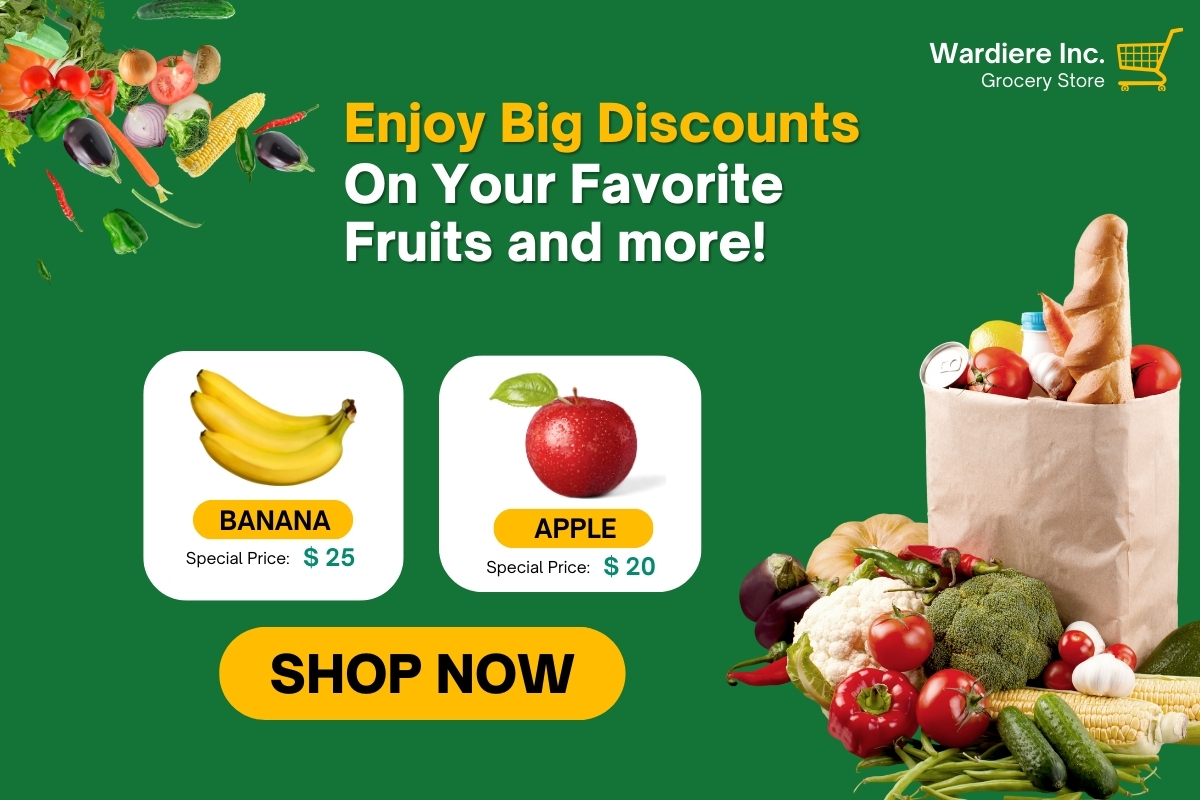 Wardiere Inc.
Grocery Store
Enjoy Big Discounts
On Your Favorite
Fruits and more!
BANANA
Special Price: $ 25
APPLE
Special Price: $ 20
SHOP NOW